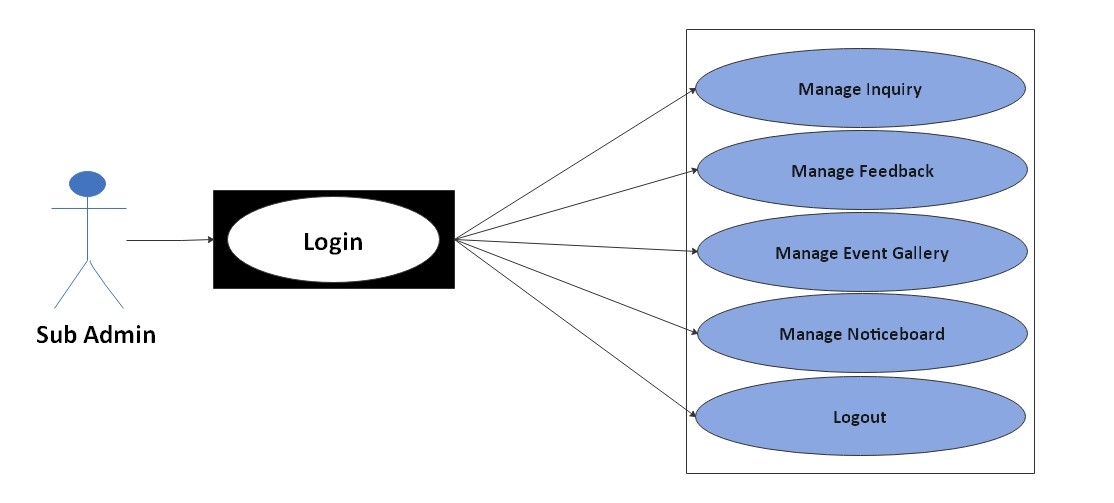 Manage Inquiry
Manage Feedback
Login
Manage Event Gallery
Sub Admin
Manage Noticeboard
Logout